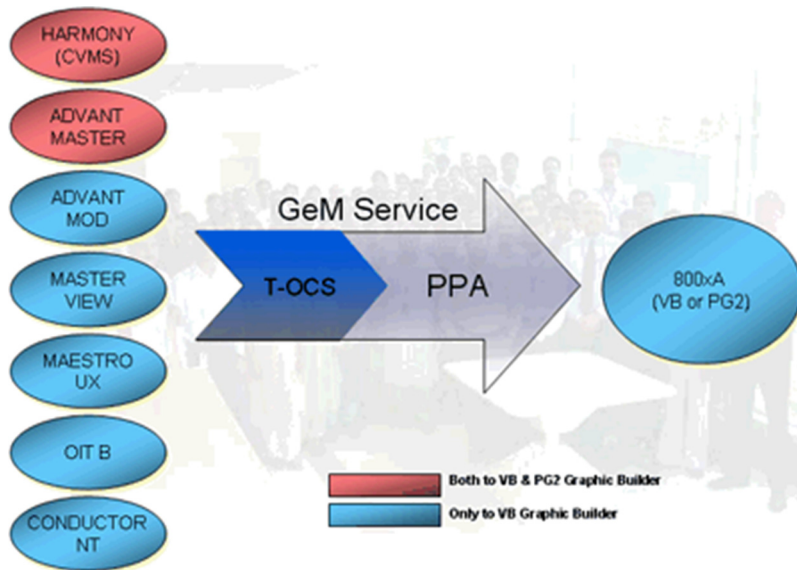 HARMONY
(CVMS)
ADVANT
MASTER
ADVANT
MOD
MASTER
VIEW
MAESTRO
UX
OIT B
CONDUCTOR
NT
GeM Service
T-OCS
PPA
800xA
(VB or PG2)
Both to VB & PG2 Graphic Builder
Only to VB Graphic Builder